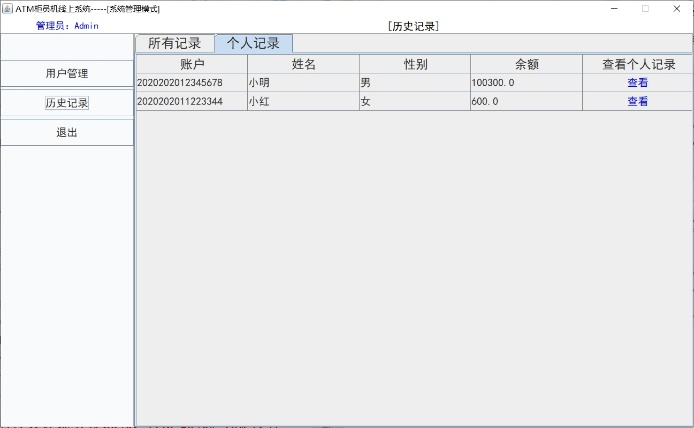 ATM柜员机线上系统-----[系统管理模式]
管理员：Admin
[历史记录]
用户管理
历史记录
退出
所有记录 个人记录
账户 姓名 性别 余额 查看个人记录
2020202012345678 小明 男 100300.0 查看
2020202011223344 小红 女 600.0 查看